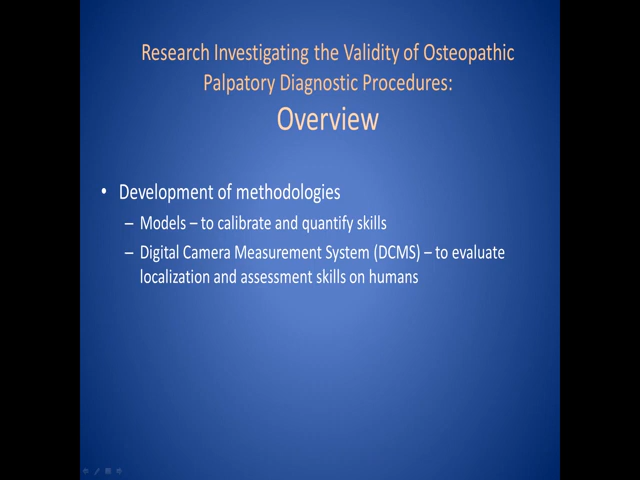 Research Investigating the Validity of Osteopathic
Palpatory Diagnostic Procedures:
Overview
• Development of methodologies
– Models – to calibrate and quantify skills
– Digital Camera Measurement System (DCMS) – to evaluate
localization and assessment skills on humans